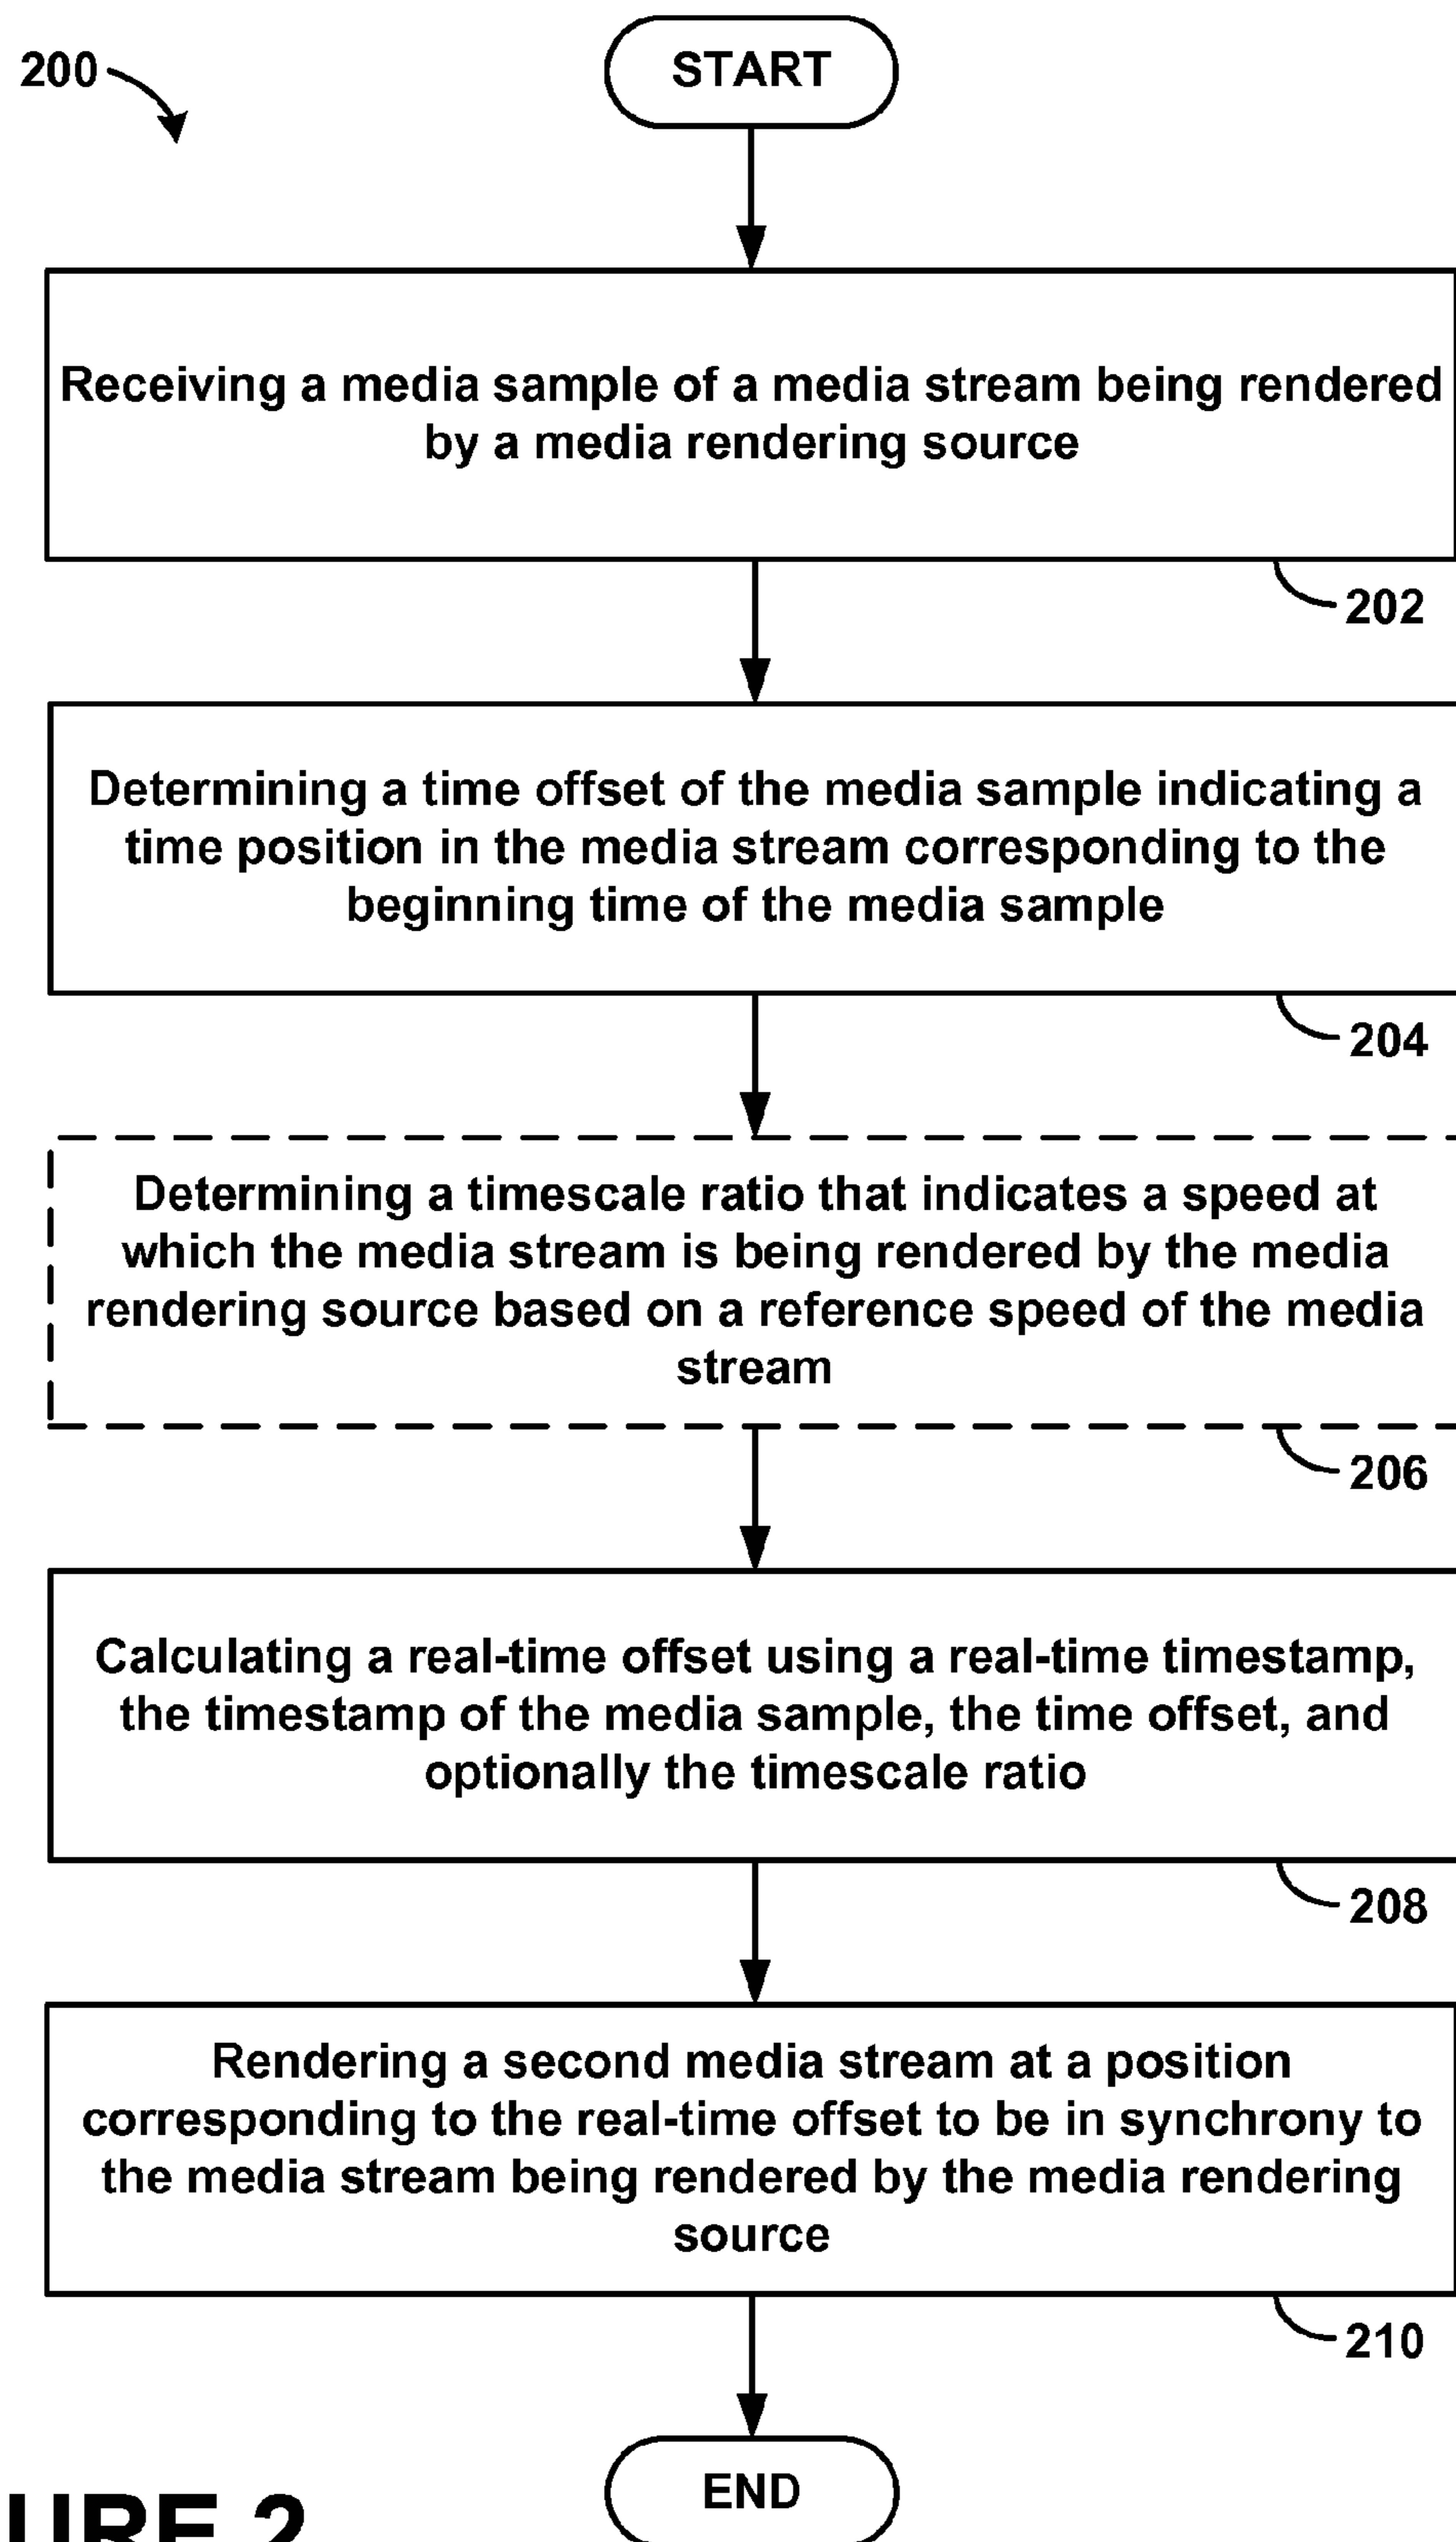 200
START
Receiving a media sample of a media stream being rendered
by a media rendering source
202
Determining a time offset of the media sample indicating a
time position in the media stream corresponding to the
beginning time of the media sample
204
Determining a timescale ratio that indicates a speed at
which the media stream is being rendered by the media
rendering source based on a reference speed of the media
stream
206
Calculating a real-time offset using a real-time timestamp,
the timestamp of the media sample, the time offset, and
optionally the timescale ratio
208
Rendering a second media stream at a position
corresponding to the real-time offset to be in synchrony to
the media stream being rendered by the media rendering
source
210
END
URE 2